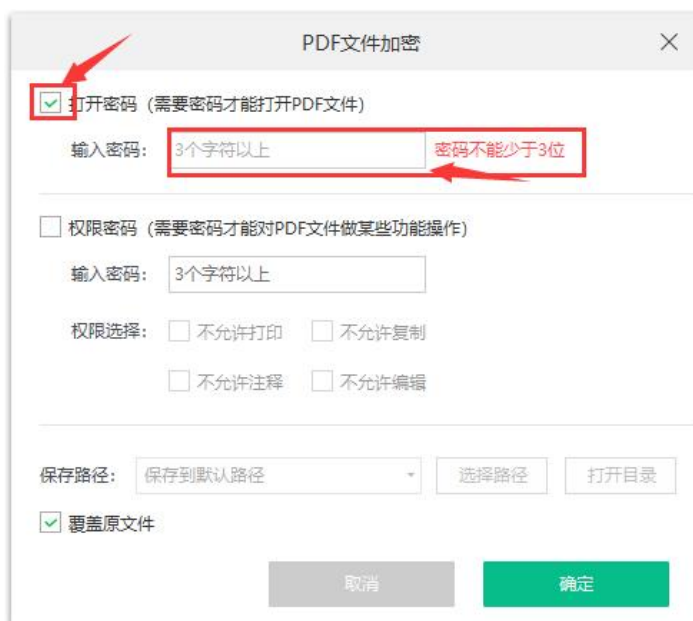 PDF文件加密
打开密码 (需要密码才能打开PDF文件)
输入密码: 3个字符以上 密码不能少于3位
权限密码 (需要密码才能对PDF文件做某些功能操作)
输入密码: 3个字符以上
权限选择: 不允许打印 不允许复制
不允许注释 不允许编辑
保存路径: 保存到默认路径 选择路径 打开目录
覆盖原文件
取消 确定